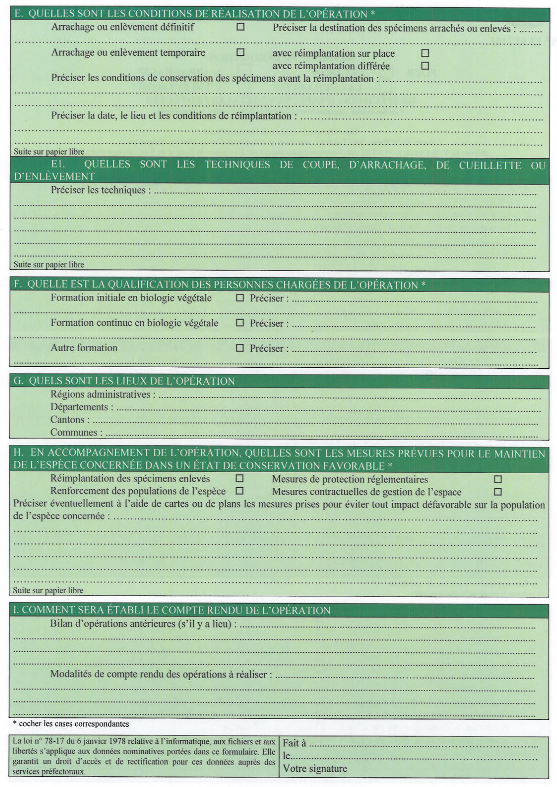 E. QUELLES SONT LES CONDITIONS DE RÉALISATION DE L'OPÉRATION *
Arrachage ou enlèvement définitif □ Préciser la destination des spécimens arrachés ou enlevés : ........
Arrachage ou enlèvement temporaire □ avec réimplantation sur place □
avec réimplantation différée □
Préciser les conditions de conservation des spécimens avant la réimplantation : ........
Préciser la date, le lieu et les conditions de réimplantation : ........
Suite sur papier libre
E1. QUELLES SONT LES TECHNIQUES DE COUPE, D'ARRACHAGE, DE CUEILLETTE OU
D'ENLÈVEMENT
Préciser les techniques : ........
Suite sur papier libre
F. QUELLE EST LA QUALIFICATION DES PERSONNES CHARGÉES DE L'OPÉRATION *
Formation initiale en biologie végétale □ Préciser : ........
Formation continue en biologie végétale □ Préciser : ........
Autre formation □ Préciser : ........
G. QUELS SONT LES LIEUX DE L'OPÉRATION
Régions administratives : ........
Départements : ........
Cantons : ........
Communes : ........
H. EN ACCOMPAGNEMENT DE L'OPÉRATION, QUELLES SONT LES MESURES PRÉVUES POUR LE MAINTIEN
DE L'ESPÈCE CONCERNÉE DANS UN ÉTAT DE CONSERVATION FAVORABLE *
Réimplantation des spécimens enlevés □ Mesures de protection réglementaires □
Renforcement des populations de l'espèce □ Mesures contractuelles de gestion de l'espace □
Préciser éventuellement à l'aide de cartes ou de plans les mesures prises pour éviter tout impact défavorable sur la population
de l'espèce concernée : ........
Suite sur papier libre
I. COMMENT SERA ÉTABLI LE COMPTE RENDU DE L'OPÉRATION
Bilan d'opérations antérieures (s'il y a lieu) : ........
Modalités de compte rendu des opérations à réaliser : ........
* cocher les cases correspondantes
La loi n° 78-17 du 6 janvier 1978 relative à l'informatique, aux fichiers et aux
libertés s'applique aux données nominatives portées dans ce formulaire. Elle
garantit un droit d'accès et de rectification pour ces données auprès des
services préfectoraux.
Fait à ........
le........
Votre signature